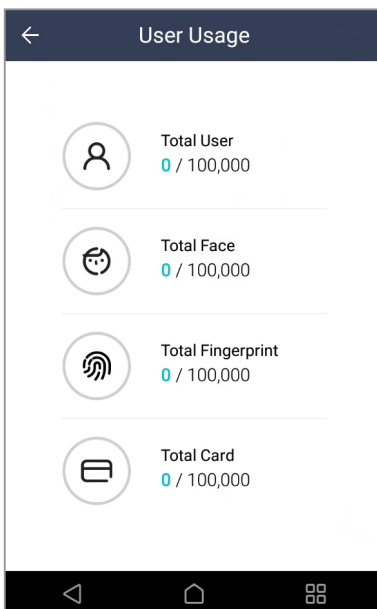 User Usage
Total User
0 / 100,000
Total Face
0 / 100,000
Total Fingerprint
0 / 100,000
Total Card
0 / 100,000